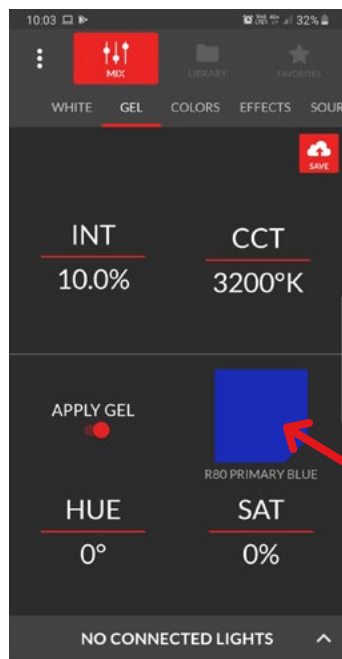 10:03 32%
MIX LIBRARY FAVORITES
WHITE GEL COLORS EFFECTS SOUR
SAVE
INT CCT
10.0% 3200°K
APPLY GEL
R80 PRIMARY BLUE
HUE SAT
0° 0%
NO CONNECTED LIGHTS